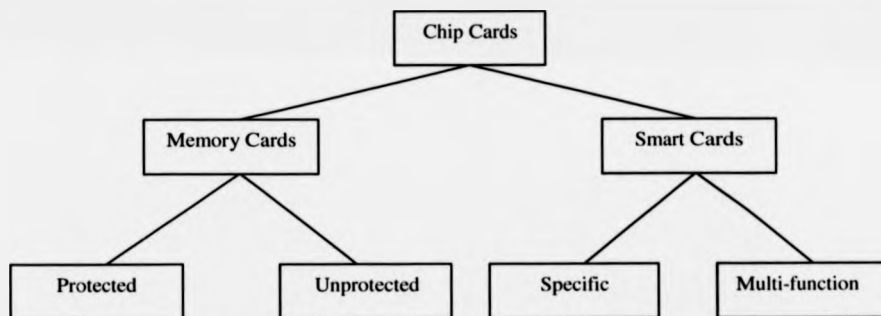 Chip Cards
Memory Cards
Smart Cards
Protected
Unprotected
Specific
Multi-function